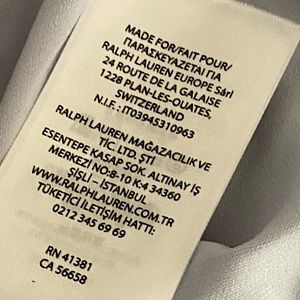 MADE FOR/FAIT POUR/
ΠΑΡΑΣΚΕΥΑΖΕΤΑΙ ΓΙΑ
RALPH LAUREN EUROPE Sàrl
24 ROUTE DE LA GALAISE
1228 PLAN-LES-OUATES,
SWITZERLAND
N.I.F.: IT03945310963
RALPH LAUREN MAĞAZACILIK VE
TİC. LTD. ŞTİ
ESENTEPE KASAP SOK. ALTINAY İŞ
MERKEZİ NO:8-10 K:4 34360
ŞİŞLİ - İSTANBUL
WWW.RALPHLAUREN.COM.TR
TÜKETİCİ İLETİŞİM HATTI:
0212 345 69 69
RN 41381
CA 56658